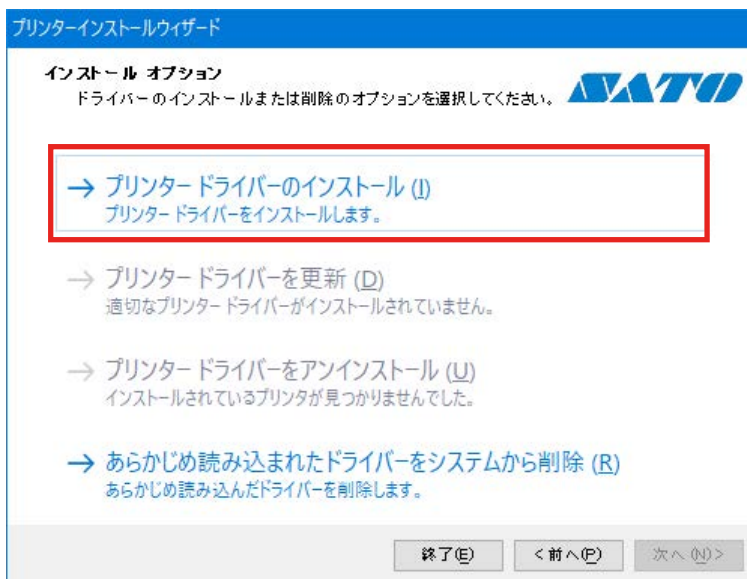 プリンターインストールウィザード
インストール オプション
ドライバーのインストールまたは削除のオプションを選択してください。
SATO
→ プリンター ドライバーのインストール (I)
プリンター ドライバーをインストールします。
→ プリンター ドライバーを更新 (D)
適切なプリンター ドライバーがインストールされていません。
→ プリンター ドライバーをアンインストール (U)
インストールされているプリンタが見つかりませんでした。
→ あらかじめ読み込まれたドライバーをシステムから削除 (R)
あらかじめ読み込んだドライバーを削除します。
終了(E) <前へ(P) 次へ(N)>